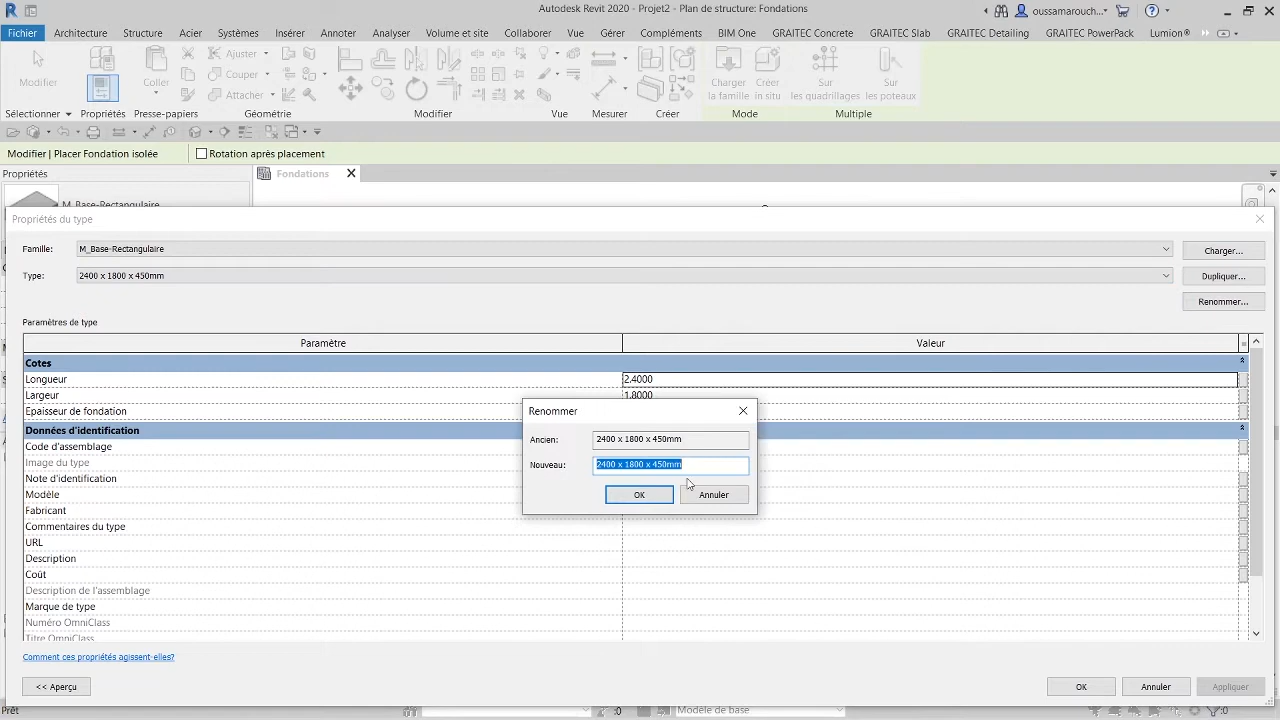 Autodesk Revit 2020 - Projet2 - Plan de structure: Fondations
oussamarouch...
Fichier Architecture Structure Acier Systèmes Insérer Annoter Analyser Volume et site Collaborer Vue Gérer Compléments BIM One GRAITEC Concrete GRAITEC Slab GRAITEC Detailing GRAITEC PowerPack Lumion®
Ajuster
Couper
Attacher
Modifier
Coller
Charger
la famille
Créer
in situ
Sur
les quadrillages
Sur
les poteaux
Sélectionner Propriétés Presse-papiers Géométrie Modifier Vue Mesurer Créer Mode Multiple
Modifier | Placer Fondation isolée Rotation après placement
Propriétés Fondations
M_Base-Rectangulaire
Propriétés du type
Famille: M_Base-Rectangulaire Charger...
Type: 2400 x 1800 x 450mm Dupliquer...
Renommer...
Paramètres de type
Paramètre Valeur
Cotes
Longueur 2.4000
Largeur 1.8000
Epaisseur de fondation
Données d'identification
Code d'assemblage
Image du type
Note d'identification
Modèle
Fabricant
Commentaires du type
URL
Description
Coût
Description de l'assemblage
Marque de type
Numéro OmniClass
Titre OmniClass
Renommer
Ancien: 2400 x 1800 x 450mm
Nouveau: 2400 x 1800 x 450mm
OK Annuler
Comment ces propriétés agissent-elles?
<< Aperçu OK Annuler Appliquer
Prêt :0 Modèle de base :0